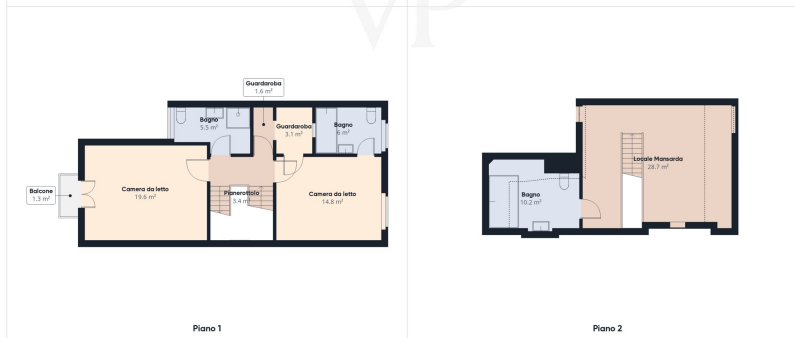 VP
Guardaroba
1.6 m²
Bagno
5.5 m²
Guardaroba
3.1 m²
Bagno
6 m²
Camera da letto
19.6 m²
Balcone
1.3 m²
Pianerottolo
3.4 m²
Camera da letto
14.8 m²
Piano 1
Locale Mansarda
28.7 m²
Bagno
10.2 m²
Piano 2